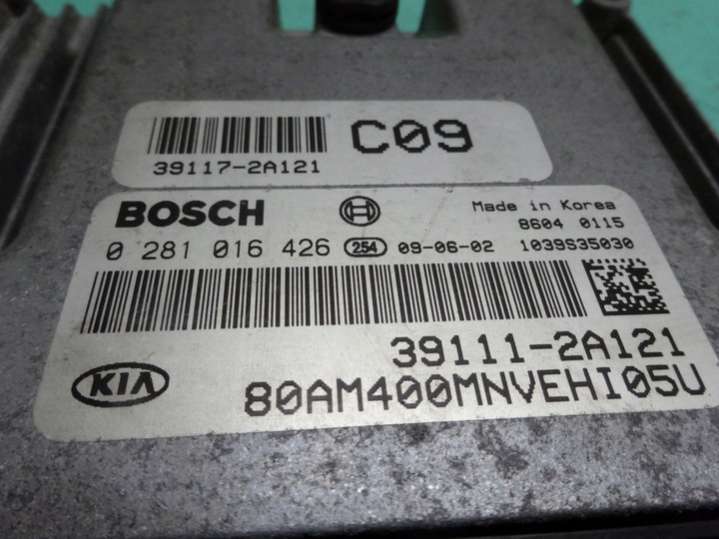 C09
39117-2A121
BOSCH
Made in Korea
8604 0115
0 281 016 426 254 09-06-02 1039S35030
39111-2A121
KIA
80AM400MNVEHI05U